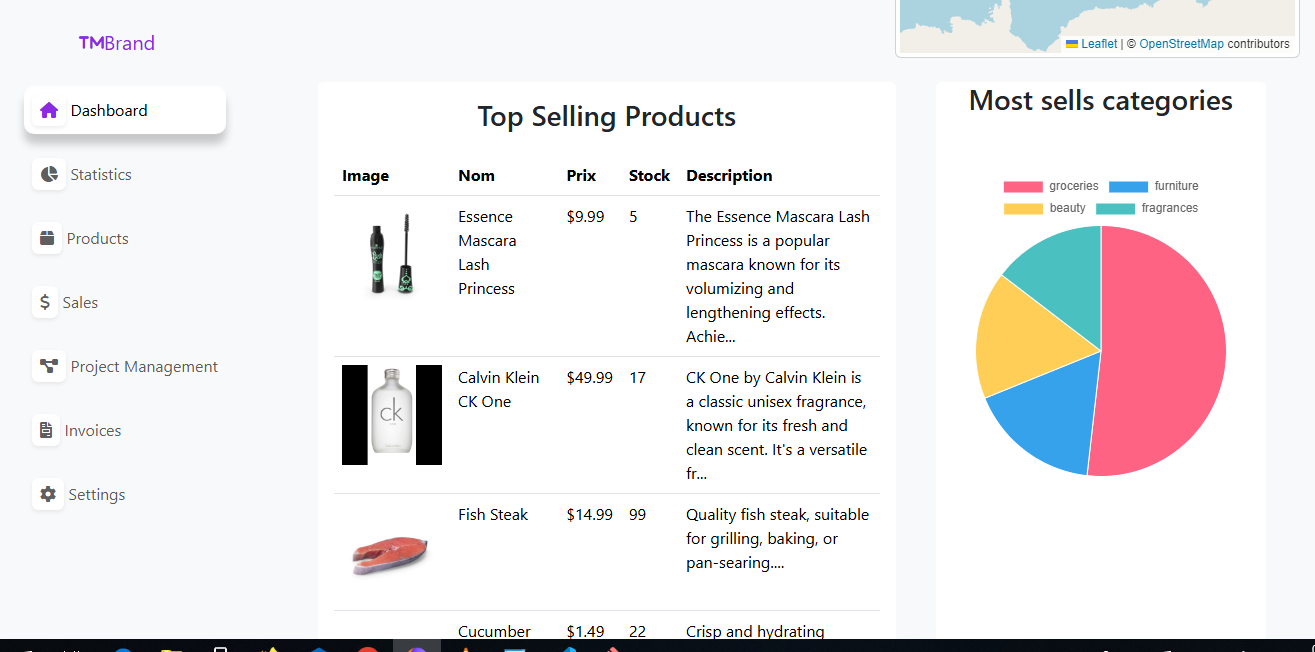 TMBrand
Dashboard
Statistics
Products
Sales
Project Management
Invoices
Settings
Leaflet | © OpenStreetMap contributors
Top Selling Products
Image Nom Prix Stock Description
Essence $9.99 5 The Essence Mascara Lash
Mascara Princess is a popular
Lash mascara known for its
Princess volumizing and
lengthening effects.
Achie...
Calvin Klein $49.99 17 CK One by Calvin Klein is
CK One a classic unisex fragrance,
known for its fresh and
clean scent. It's a versatile
fr...
ck
Fish Steak $14.99 99 Quality fish steak, suitable
for grilling, baking, or
pan-searing....
Cucumber $1.49 22 Crisp and hydrating
Most sells categories
groceries furniture
beauty fragrances